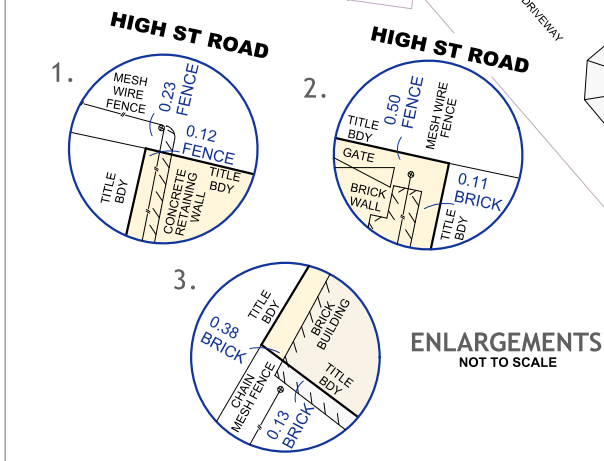 DRIVEWAY
HIGH ST ROAD
1.
MESH
WIRE
FENCE
0.23
FENCE
0.12
FENCE
TITLE
BDY
TITLE
BDY
CONCRETE
RETAINING
WALL
HIGH ST ROAD
2.
TITLE
BDY
0.50
FENCE
MESH WIRE
FENCE
GATE
BRICK
WALL
0.11
BRICK
TITLE
BDY
3.
TITLE
BDY
BRICK
BUILDING
0.38
BRICK
TITLE
BDY
CHAIN
MESH FENCE
0.13
BRICK
ENLARGEMENTS
NOT TO SCALE